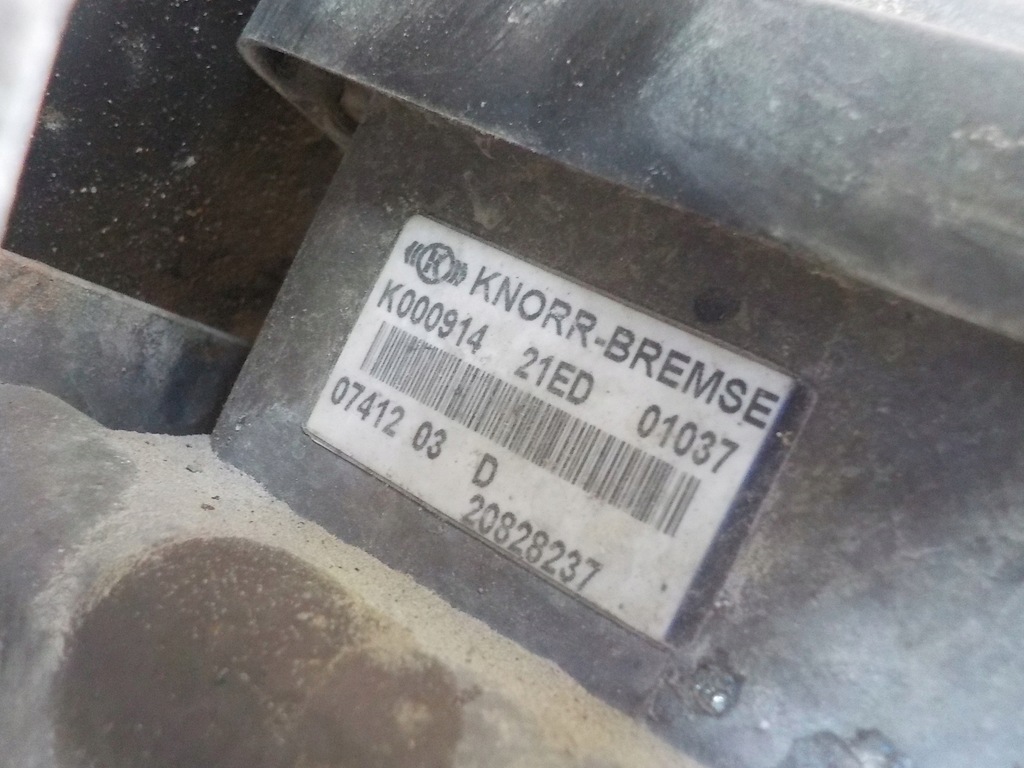 KNORR-BREMSE
K000914 21ED 01037
07412 03 D
20828237